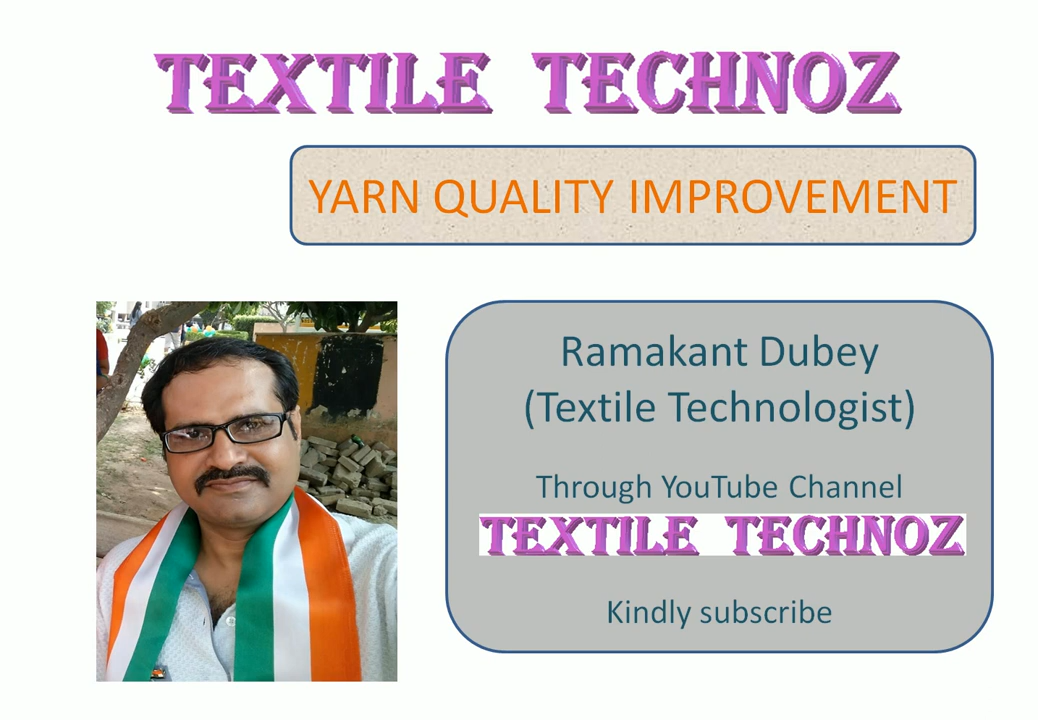 TEXTILE TECHNOZ
YARN QUALITY IMPROVEMENT
Ramakant Dubey
(Textile Technologist)
Through YouTube Channel
TEXTILE TECHNOZ
Kindly subscribe